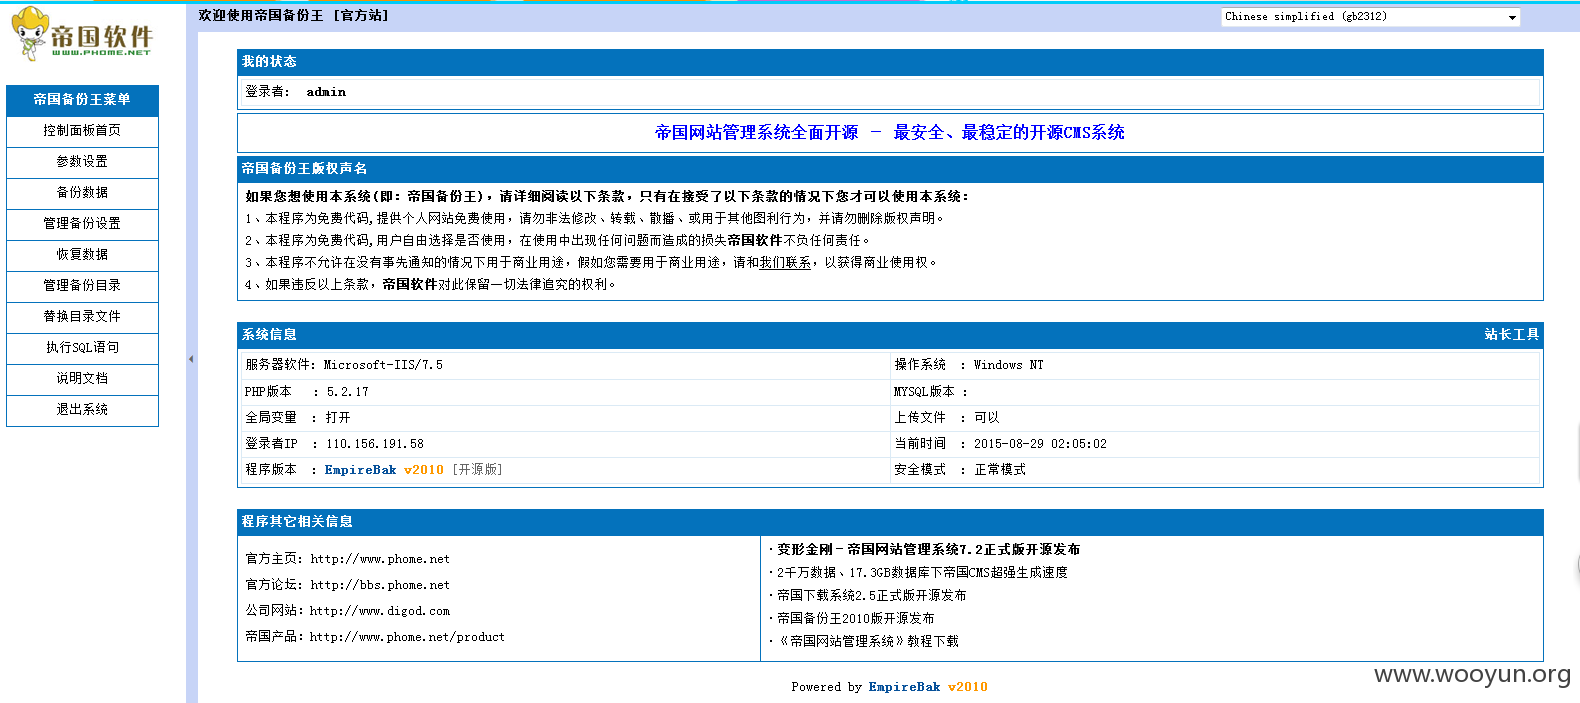 欢迎使用帝国备份王 [官方站]
Chinese simplified (gb2312)
帝国软件
WWW.PHOME.NET
帝国备份王菜单
控制面板首页
参数设置
备份数据
管理备份设置
恢复数据
管理备份目录
替换目录文件
执行SQL语句
说明文档
退出系统
我的状态
登录者: admin
帝国网站管理系统全面开源 － 最安全、最稳定的开源CMS系统
帝国备份王版权声名
如果您想使用本系统(即：帝国备份王)，请详细阅读以下条款，只有在接受了以下条款的情况下您才可以使用本系统：
1、本程序为免费代码,提供个人网站免费使用，请勿非法修改、转载、散播、或用于其他图利行为，并请勿删除版权声明。
2、本程序为免费代码,用户自由选择是否使用，在使用中出现任何问题而造成的损失帝国软件不负任何责任。
3、本程序不允许在没有事先通知的情况下用于商业用途，假如您需要用于商业用途，请和我们联系，以获得商业使用权。
4、如果违反以上条款，帝国软件对此保留一切法律追究的权利。
系统信息 站长工具
服务器软件: Microsoft-IIS/7.5 操作系统 : Windows NT
PHP版本 : 5.2.17 MYSQL版本 :
全局变量 : 打开 上传文件 : 可以
登录者IP : 110.156.191.58 当前时间 : 2015-08-29 02:05:02
程序版本 : EmpireBak v2010 [开源版] 安全模式 : 正常模式
程序其它相关信息
官方主页: http://www.phome.net
官方论坛: http://bbs.phome.net
公司网站: http://www.digod.com
帝国产品: http://www.phome.net/product
·变形金刚－帝国网站管理系统7.2正式版开源发布
·2千万数据、17.3GB数据库下帝国CMS超强生成速度
·帝国下载系统2.5正式版开源发布
·帝国备份王2010版开源发布
·《帝国网站管理系统》教程下载
Powered by EmpireBak v2010
www.wooyun.org